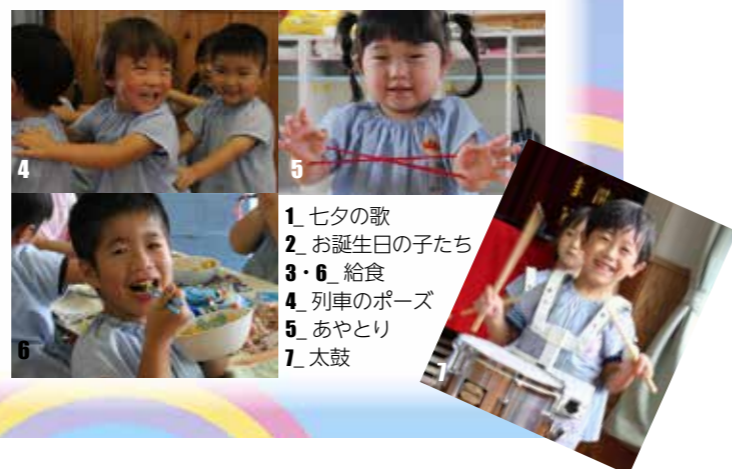 4
5
6
1_ 七夕の歌
2_ お誕生日の子たち
3・6_ 給食
4_ 列車のポーズ
5_ あやとり
7_ 太鼓
7